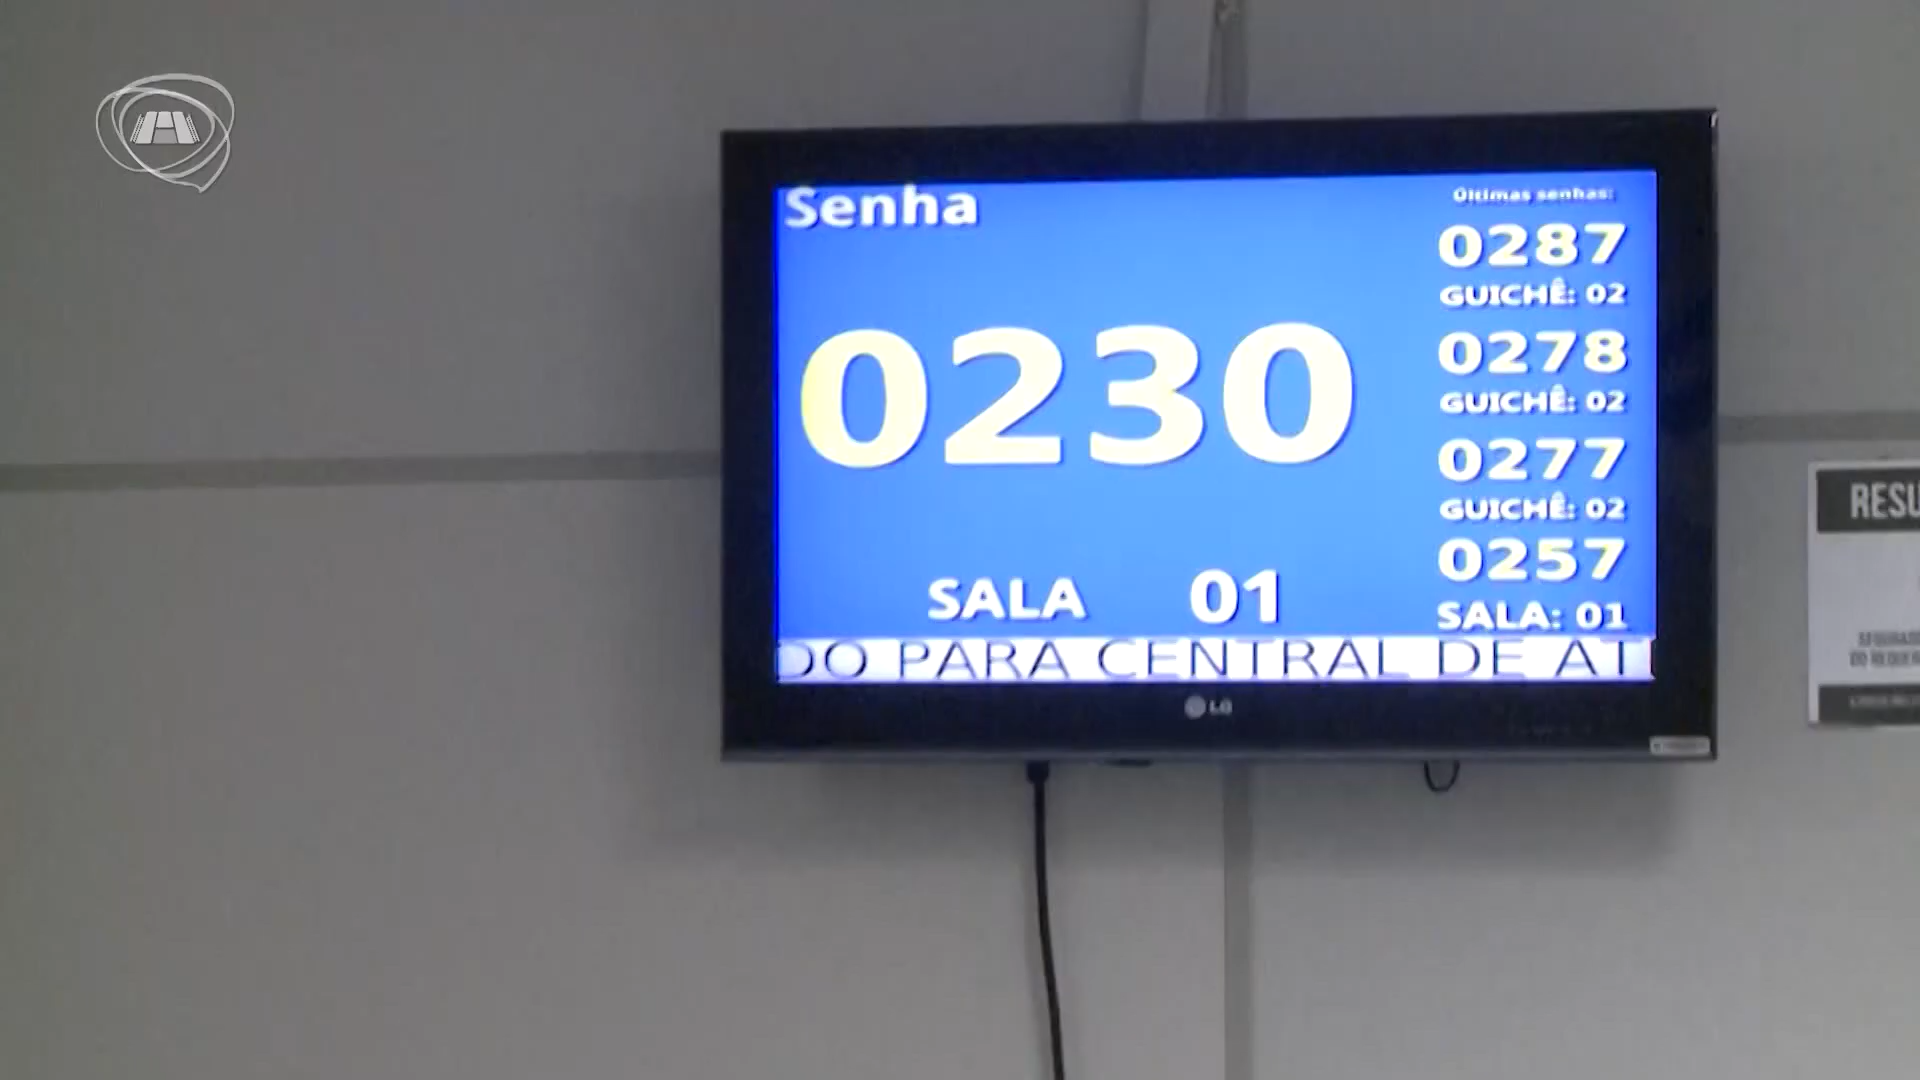 Senha
0230
SALA 01
Últimas senhas:
0287
GUICHÊ: 02
0278
GUICHÊ: 02
0277
GUICHÊ: 02
0257
SALA: 01
DO PARA CENTRAL DE AT
LG
RESU